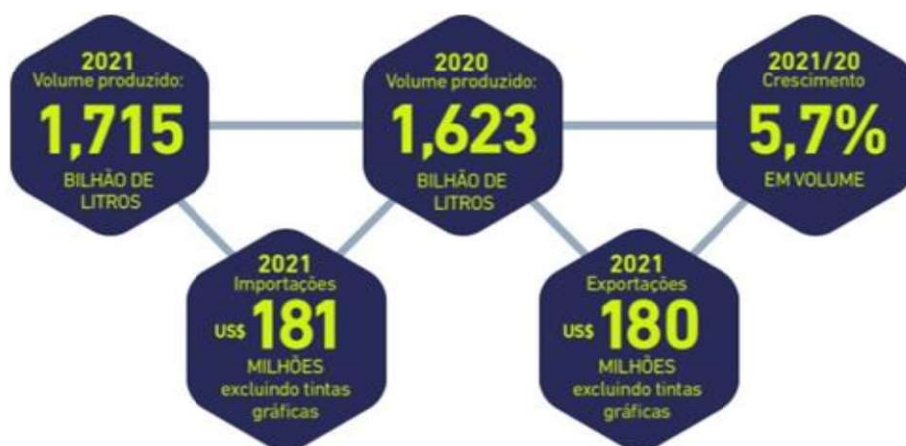 2021
Volume produzido:
1,715
BILHÃO DE
LITROS
2020
Volume produzido:
1,623
BILHÃO DE
LITROS
2021/20
Crescimento
5,7%
EM VOLUME
2021
Importações
US$ 181
MILHÕES
excluindo tintas
gráficas
2021
Exportações
US$ 180
MILHÕES
excluindo tintas
gráficas